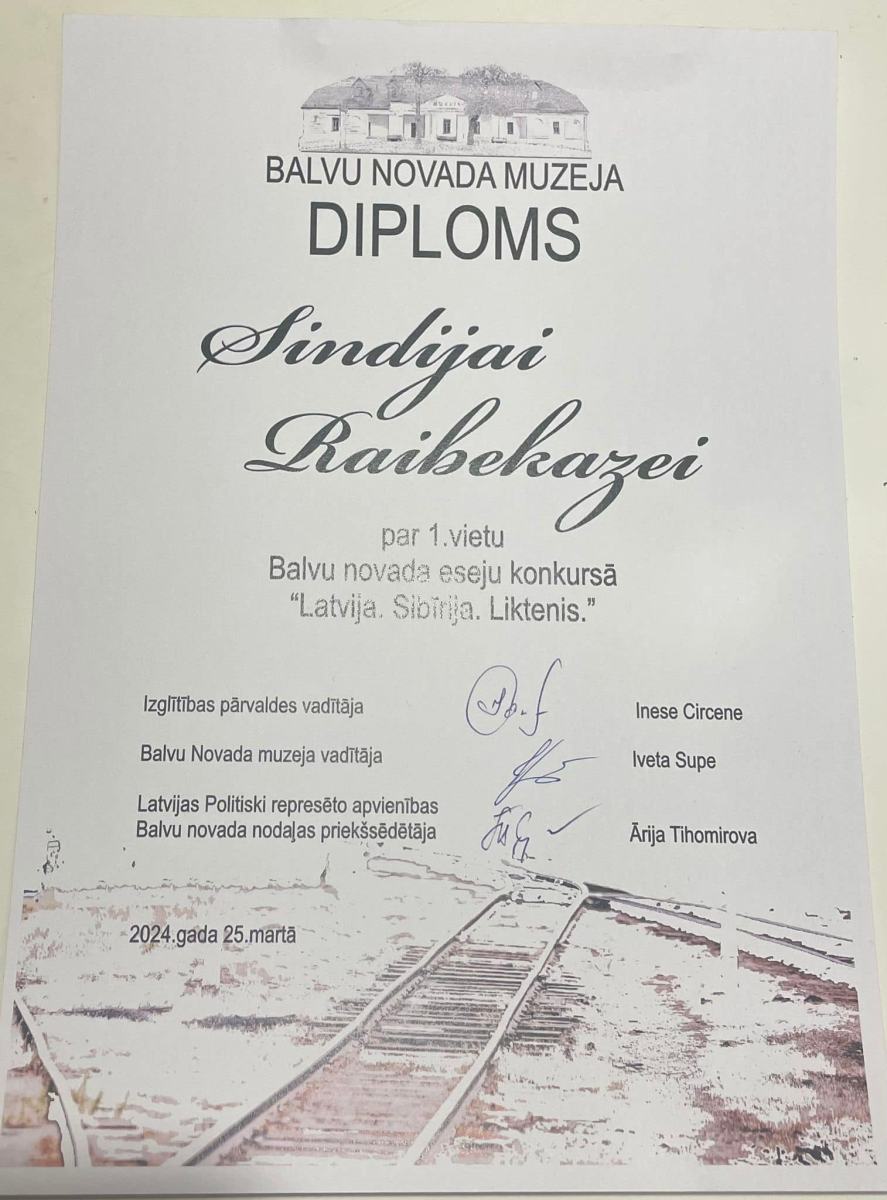 BALVU NOVADA MUZEJA
DIPLOMS
Sindijai
Raibekazei
par 1.vietu
Balvu novada eseju konkursā
“Latvija. Sibīrija. Liktenis.”
Izglītības pārvaldes vadītāja Inese Circene
Balvu Novada muzeja vadītāja Iveta Supe
Latvijas Politiski represēto apvienības
Balvu novada nodaļas priekšsēdētāja Ārija Tihomirova
2024.gada 25.martā